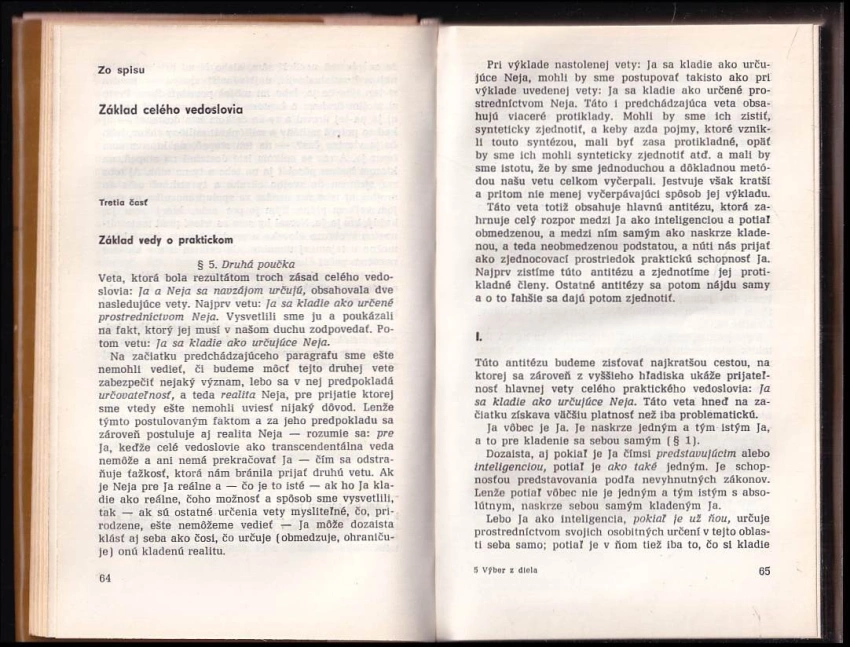 Zo spisu
Základ celého vedoslovia
Tretia časť
Základ vedy o praktickom
§ 5. Druhá poučka
Veta, ktorá bola rezultátom troch zásad celého vedo-
slovia: Ja a Neja sa navzájom určujú, obsahovala dve
nasledujúce vety. Najprv vetu: Ja sa kladie ako určené
prostredníctvom Neja. Vysvetlili sme ju a poukázali
na fakt, ktorý jej musí v našom duchu zodpovedať. Po-
tom vetu: Ja sa kladie ako určujúce Neja.
Na začiatku predchádzajúceho paragrafu sme ešte
nemohli vedieť, či budeme môcť tejto druhej vete
zabezpečiť nejaký význam, lebo sa v nej predpokladá
určovateľnosť, a teda realita Neja, pre prijatie ktorej
sme vtedy ešte nemohli uviesť nijaký dôvod. Lenže
týmto postulovaným faktom a za jeho predpokladu sa
zároveň postuluje aj realita Neja — rozumie sa: pre
Ja, keďže celé vedoslovie ako transcendentálna veda
nemôže a ani nemá prekračovať Ja — čím sa odstra-
ňuje ťažkosť, ktorá nám bránila prijať druhú vetu. Ak
je Neja pre Ja reálne a — čo je to isté — ak ho Ja kla-
die ako reálne, čoho možnosť a spôsob sme vysvetlili,
tak — ak sú ostatné určenia vety mysliteľné, čo, pri-
rodzene, ešte nemôžeme vedieť — Ja môže dozaista
klásť aj seba ako čosi, čo určuje (obmedzuje, ohraniču-
je) onú kladenú realitu.
64
Pri výklade nastolenej vety: Ja sa kladie ako urču-
júce Neja, mohli by sme postupovať takisto ako pri
výklade uvedenej vety: Ja sa kladie ako určené pro-
stredníctvom Neja. Táto i predchádzajúca veta obsa-
hujú viaceré protiklady. Mohli by sme ich zistiť,
synteticky zjednotiť, a keby azda pojmy, ktoré vznik-
li touto syntézou, mali byť zasa protikladné, opäť
by sme ich mohli synteticky zjednotiť atď. a mali by
sme istotu, že by sme jednoduchou a dôkladnou metó-
dou našu vetu celkom vyčerpali. Jestvuje však kratší
a pritom nie menej vyčerpávajúci spôsob jej výkladu.
Táto veta totiž obsahuje hlavnú antitézu, ktorá za-
hrnuje celý rozpor medzi Ja ako inteligenciou a potiaľ
obmedzenou, a medzi ním samým ako naskrze klade-
nou, a teda neobmedzenou podstatou, a núti nás prijať
ako zjednocovací prostriedok praktickú schopnosť Ja.
Najprv zistíme túto antitézu a zjednotíme jej proti-
kladné členy. Ostatné antitézy sa potom nájdu samy
a o to ľahšie sa dajú potom zjednotiť.
I.
Túto antitézu budeme zisťovať najkratšou cestou, na
ktorej sa zároveň z vyššieho hľadiska ukáže prijateľ-
nosť hlavnej vety celého praktického vedoslovia: Ja
sa kladie ako určujúce Neja. Táto veta hneď na za-
čiatku získava väčšiu platnosť než iba problematickú.
Ja vôbec je Ja. Je naskrze jedným a tým istým Ja,
a to pre kladenie sa sebou samým (§ 1).
Dozaista, aj pokiaľ je Ja čímsi predstavujúcim alebo
inteligenciou, potiaľ je ako také jedným. Je schop-
nosťou predstavovania podľa nevyhnutných zákonov.
Lenže potiaľ vôbec nie je jedným a tým istým s abso-
lútnym, naskrze sebou samým kladeným Ja.
Lebo Ja ako inteligencia, pokiaľ je už ňou, určuje
prostredníctvom svojich osobitných určení v tejto oblas-
ti seba samo; potiaľ je v ňom tiež iba to, čo si kladie
5 Výber z diela
65